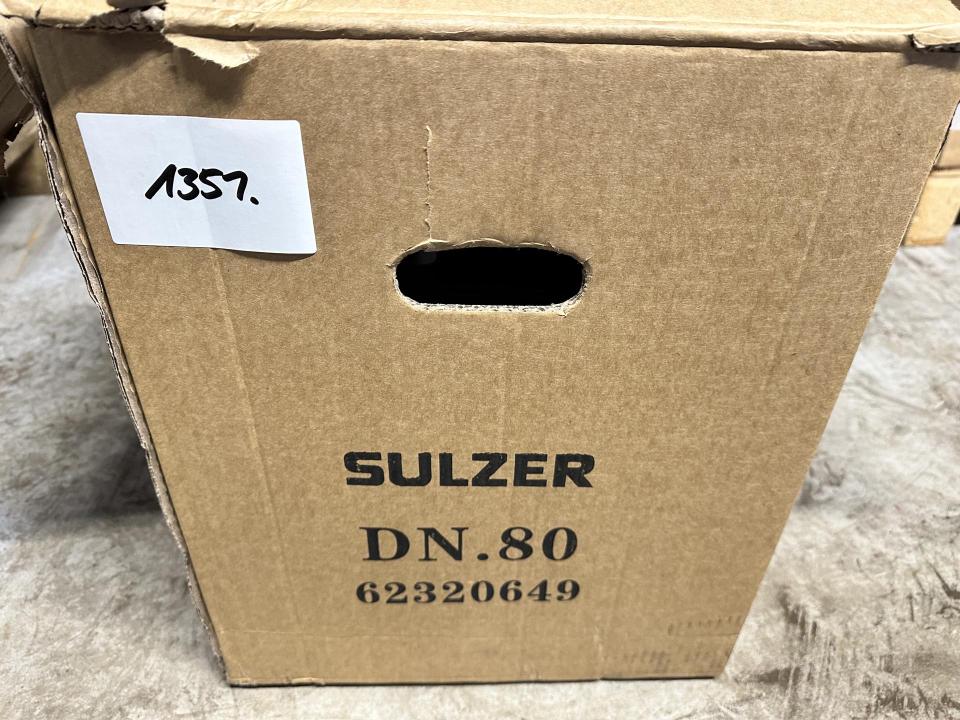 1357.
SULZER
DN.80
62320649